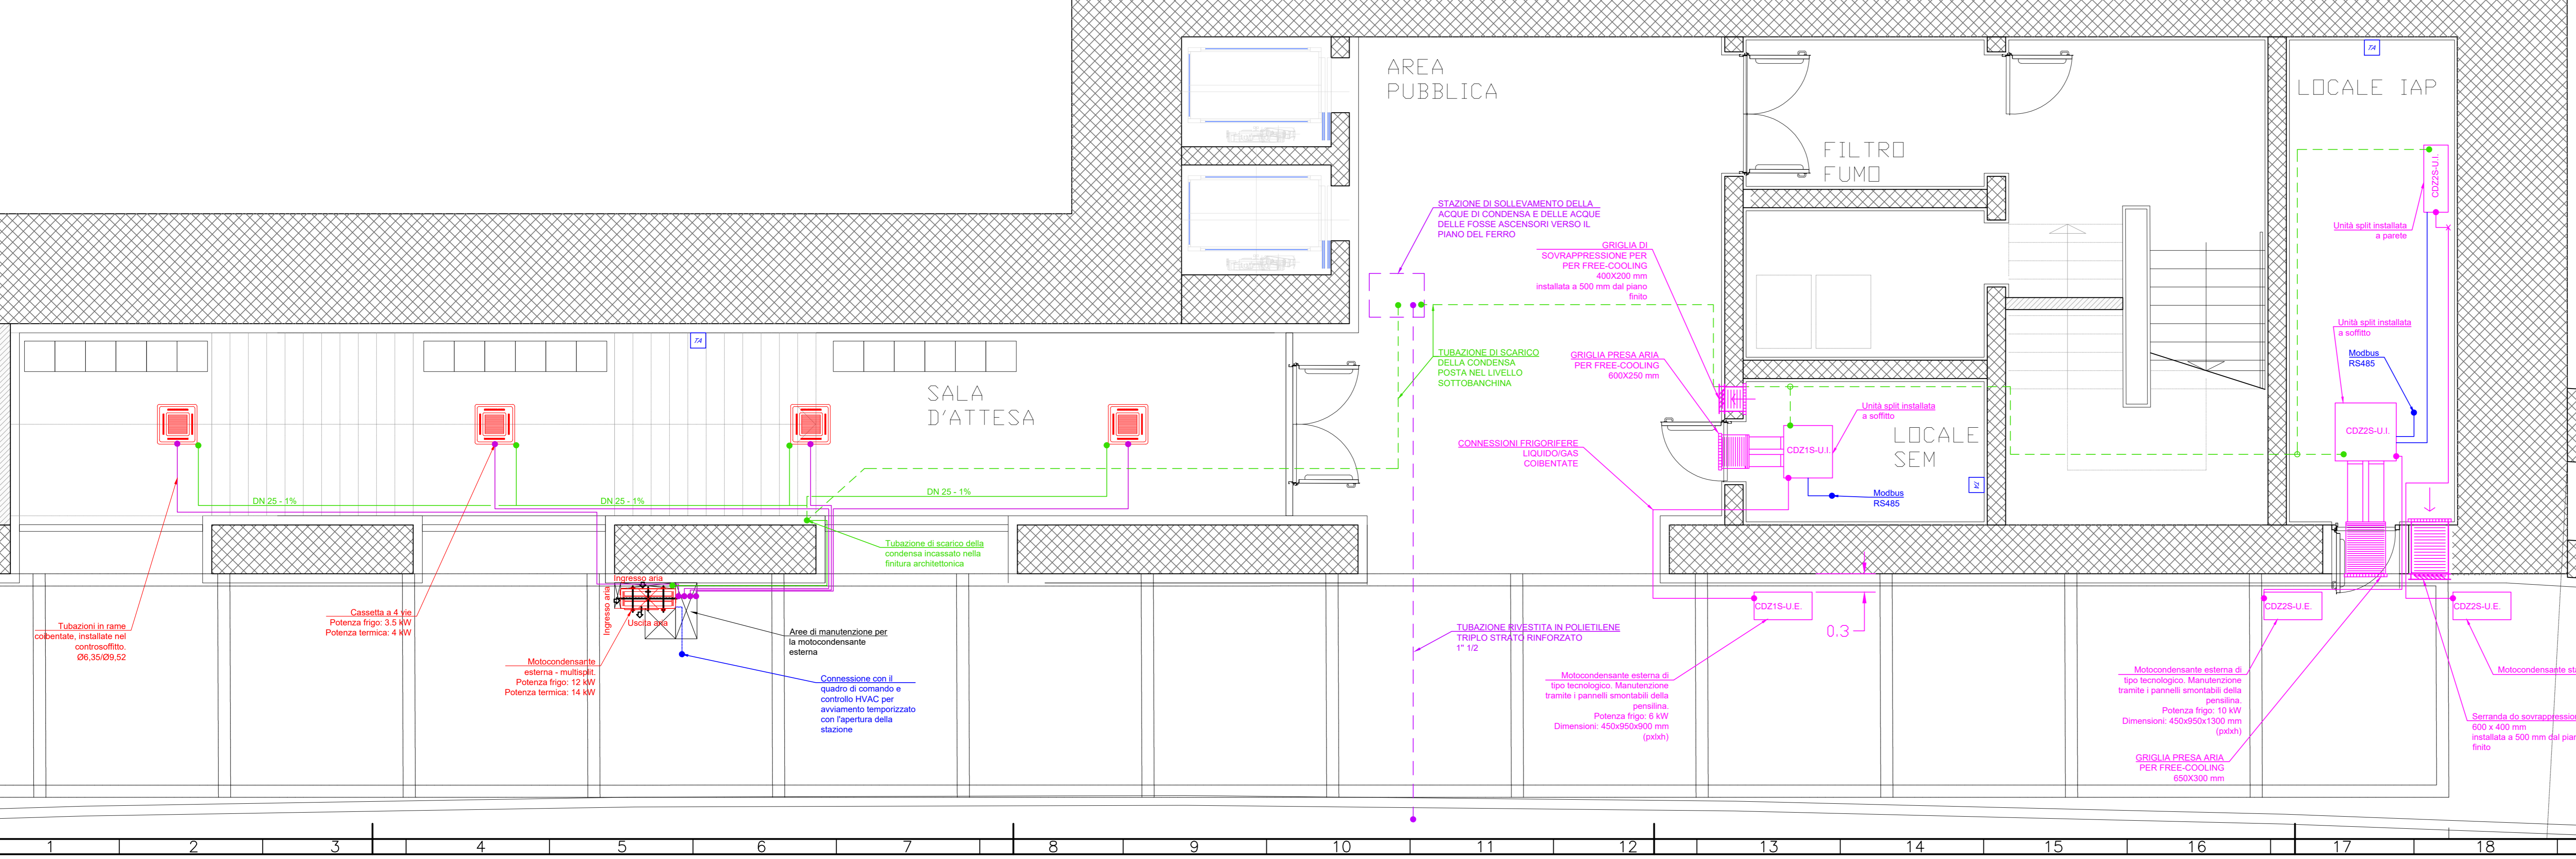 AREA
PUBBLICA
FILTRO
FUMO
LOCALE IAP
TA
CDZ2S-U.I.
Unità split installata
a parete
STAZIONE DI SOLLEVAMENTO DELLA
ACQUE DI CONDENSA E DELLE ACQUE
DELLE FOSSE ASCENSORI VERSO IL
PIANO DEL FERRO
GRIGLIA DI
SOVRAPPRESSIONE PER
PER FREE-COOLING
400X200 mm
installata a 500 mm dal piano
finito
TUBAZIONE DI SCARICO
DELLA CONDENSA
POSTA NEL LIVELLO
SOTTOBANCHINA
GRIGLIA PRESA ARIA
PER FREE-COOLING
600X250 mm
Unità split installata
a soffitto
Modbus
RS485
CDZ2S-U.I.
TA
SALA
D'ATTESA
CONNESSIONI FRIGORIFERE
LIQUIDO/GAS
COIBENTATE
Unità split installata
a soffitto
CDZ1S-U.I.
LOCALE
SEM
TA
Modbus
RS485
DN 25 - 1%
DN 25 - 1%
DN 25 - 1%
Tubazione di scarico della
condensa incassato nella
finitura architettonica
Ingresso aria
Ingresso aria
Uscita aria
Tubazioni in rame
coibentate, installate nel
controsoffitto.
Ø6,35/Ø9,52
Cassetta a 4 vie
Potenza frigo: 3.5 kW
Potenza termica: 4 kW
Motocondensante
esterna - multisplit.
Potenza frigo: 12 kW
Potenza termica: 14 kW
Aree di manutenzione per
la motocondensante
esterna
Connessione con il
quadro di comando e
controllo HVAC per
avviamento temporizzato
con l'apertura della
stazione
TUBAZIONE RIVESTITA IN POLIETILENE
TRIPLO STRATO RINFORZATO
1" 1/2
CDZ1S-U.E.
0.3
Motocondensante esterna di
tipo tecnologico. Manutenzione
tramite i pannelli smontabili della
pensilina.
Potenza frigo: 6 kW
Dimensioni: 450x950x900 mm
(pxlxh)
CDZ2S-U.E.
CDZ2S-U.E.
Motocondensante esterna di
tipo tecnologico. Manutenzione
tramite i pannelli smontabili della
pensilina.
Potenza frigo: 10 kW
Dimensioni: 450x950x1300 mm
(pxlxh)
GRIGLIA PRESA ARIA
PER FREE-COOLING
650X300 mm
Motocondensante sta
Serranda do sovrappression
600 x 400 mm
installata a 500 mm dal pian
finito
1 2 3 4 5 6 7 8 9 10 11 12 13 14 15 16 17 18